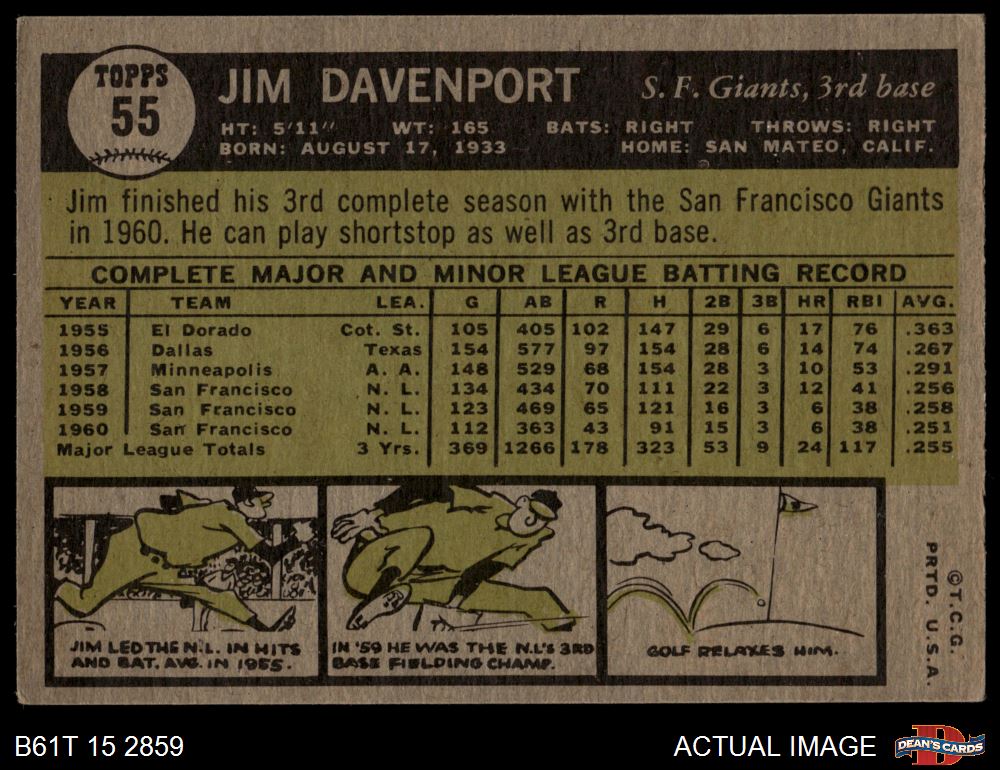 TOPPS
55
JIM DAVENPORT S. F. Giants, 3rd base
HT: 5'11" WT: 165 BATS: RIGHT THROWS: RIGHT
BORN: AUGUST 17, 1933 HOME: SAN MATEO, CALIF.
Jim finished his 3rd complete season with the San Francisco Giants
in 1960. He can play shortstop as well as 3rd base.
COMPLETE MAJOR AND MINOR LEAGUE BATTING RECORD
YEAR TEAM LEA. G AB R H 2B 3B HR RBI AVG.
1955 El Dorado Cot. St. 105 405 102 147 29 6 17 76 .363
1956 Dallas Texas 154 577 97 154 28 6 14 74 .267
1957 Minneapolis A. A. 148 529 68 154 28 3 10 53 .291
1958 San Francisco N. L. 134 434 70 111 22 3 12 41 .256
1959 San Francisco N. L. 123 469 65 121 16 3 6 38 .258
1960 San Francisco N. L. 112 363 43 91 15 3 6 38 .251
Major League Totals 3 Yrs. 369 1266 178 323 53 9 24 117 .255
JIM LED THE N.L. IN HITS
AND BAT. AVG. IN 1955.
IN '59 HE WAS THE N.L'S 3RD
BASE FIELDING CHAMP.
GOLF RELAXES HIM.
© T.C.G.
PRTD. U.S.A.
B61T 15 2859 ACTUAL IMAGE
D
DEAN'S CARDS